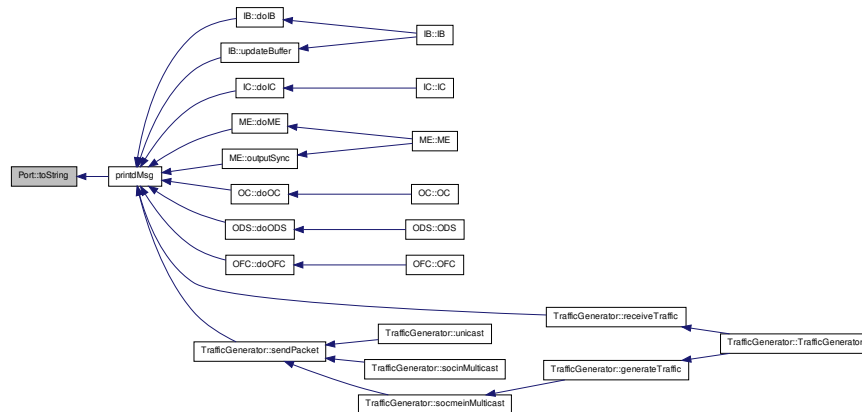 IB::doIB
IB::IB
IB::updateBuffer
IC::doIC
IC::IC
ME::doME
ME::ME
ME::outputSync
Port::toString
printdMsg
OC::doOC
OC::OC
ODS::doODS
ODS::ODS
OFC::doOFC
OFC::OFC
TrafficGenerator::receiveTraffic
TrafficGenerator::unicast
TrafficGenerator::TrafficGenerator
TrafficGenerator::sendPacket
TrafficGenerator::socinMulticast
TrafficGenerator::generateTraffic
TrafficGenerator::socmeinMulticast